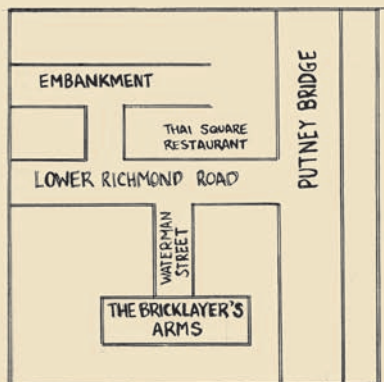 EMBANKMENT
THAI SQUARE
RESTAURANT
PUTNEY BRIDGE
LOWER RICHMOND ROAD
WATERMAN
STREET
THE BRICKLAYER'S
ARMS